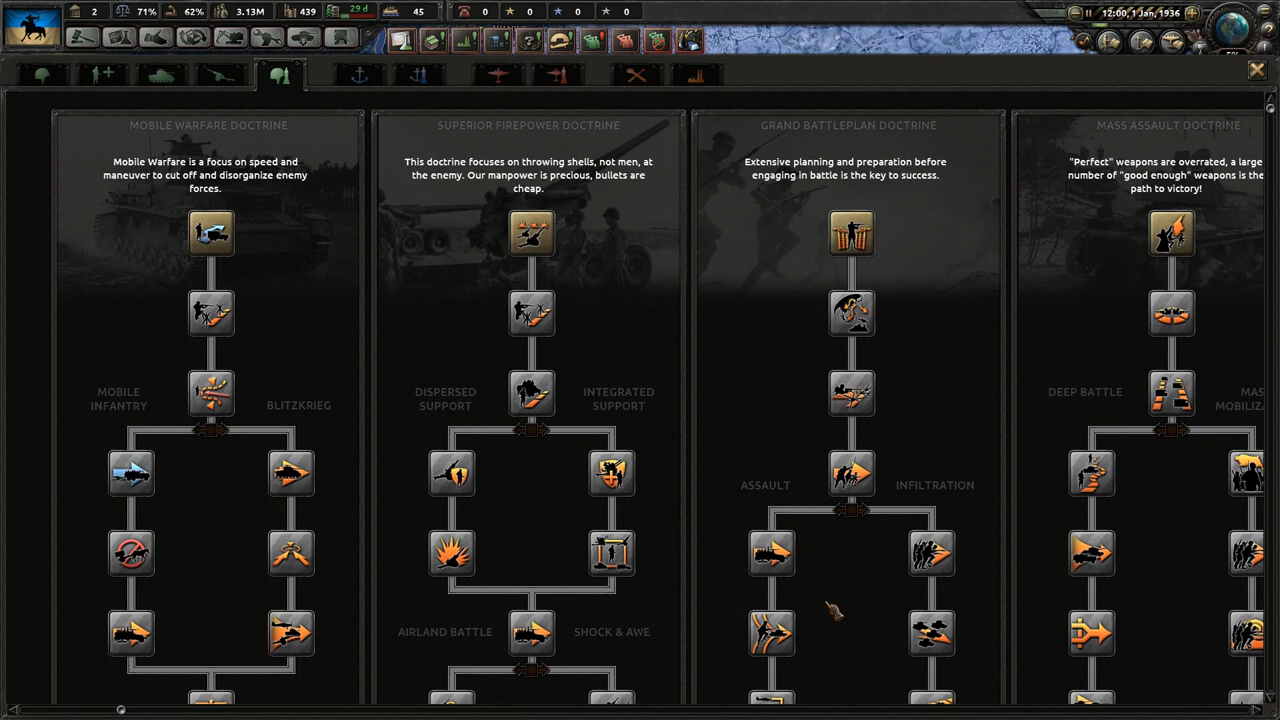 2 71% 62% 3.13M 439 29 d 45 0 0 0 0 12:00, 1 Jan, 1936
MOBILE WARFARE DOCTRINE
Mobile Warfare is a focus on speed and
maneuver to cut off and disorganize enemy
forces.
MOBILE
INFANTRY
BLITZKRIEG
SUPERIOR FIREPOWER DOCTRINE
This doctrine focuses on throwing shells, not men, at
the enemy. Our manpower is precious, bullets are
cheap.
DISPERSED
SUPPORT
INTEGRATED
SUPPORT
AIRLAND BATTLE
SHOCK & AWE
GRAND BATTLEPLAN DOCTRINE
Extensive planning and preparation before
engaging in battle is the key to success.
ASSAULT
INFILTRATION
MASS ASSAULT DOCTRINE
"Perfect" weapons are overrated, a large
number of "good enough" weapons is the
path to victory!
DEEP BATTLE
MAS
MOBILIZ